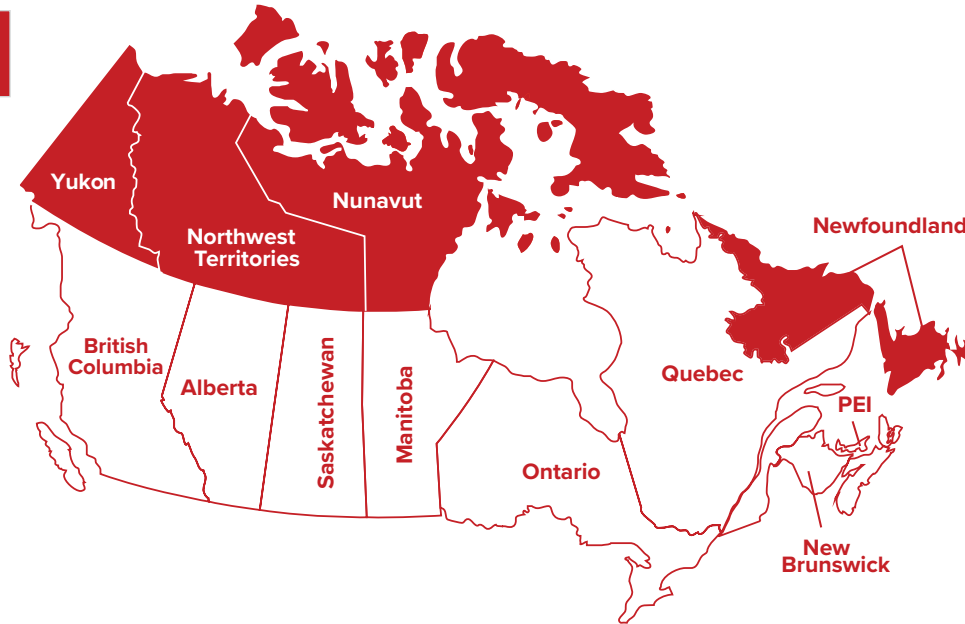 Yukon
Nunavut
Northwest
Territories
Newfoundland
British
Columbia
Alberta
Saskatchewan
Manitoba
Quebec
PEI
Ontario
New
Brunswick